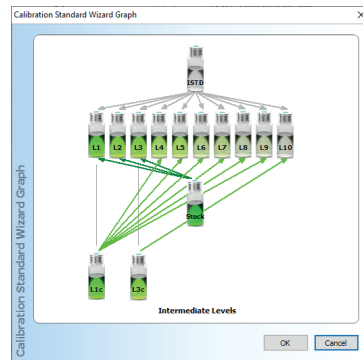 Calibration Standard Wizard Graph
Calibration Standard Wizard Graph
ISTD
L1 L2 L3 L4 L5 L6 L7 L8 L9 L10
Stock
L1c L3c
Intermediate Levels
OK Cancel